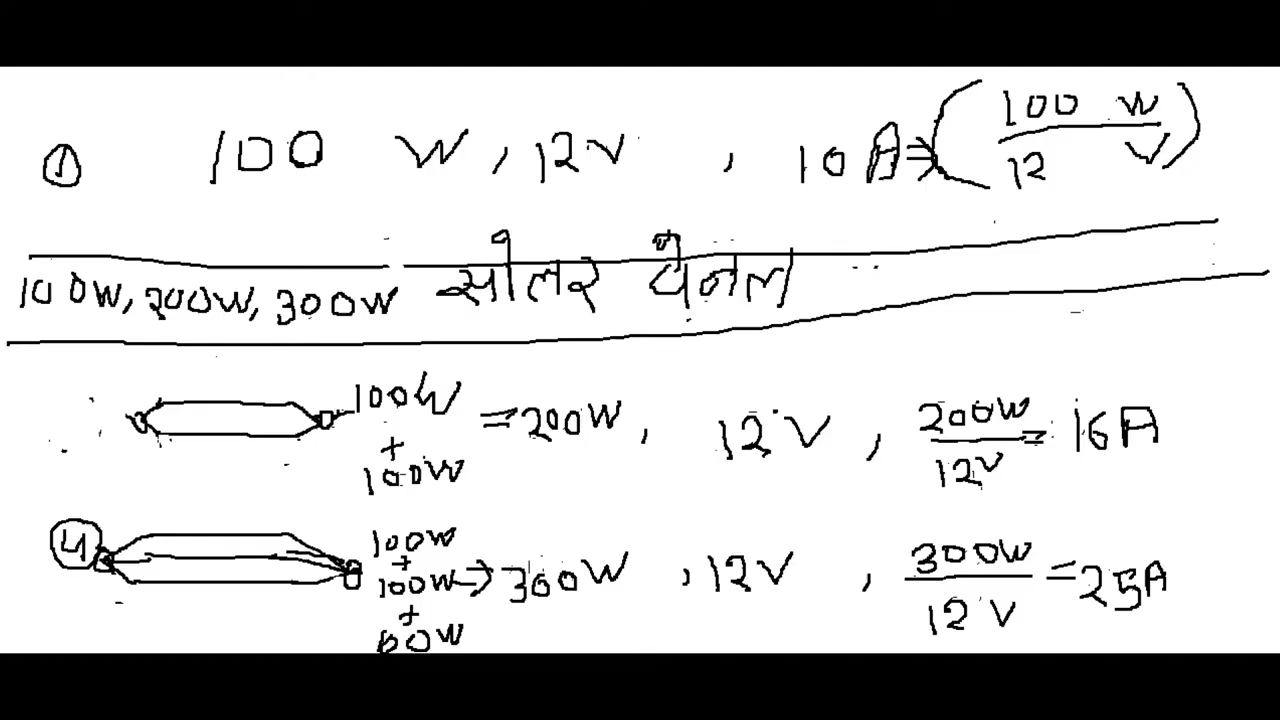 ① 100 W, 12V, 10A ⇒ (100 W / 12 V)
100W, 200W, 300W सोलर पैनल
100W + 100W = 200W, 12V, 200W / 12V = 16A
④ 100W + 100W + 100W → 300W, 12V, 300W / 12V = 25A